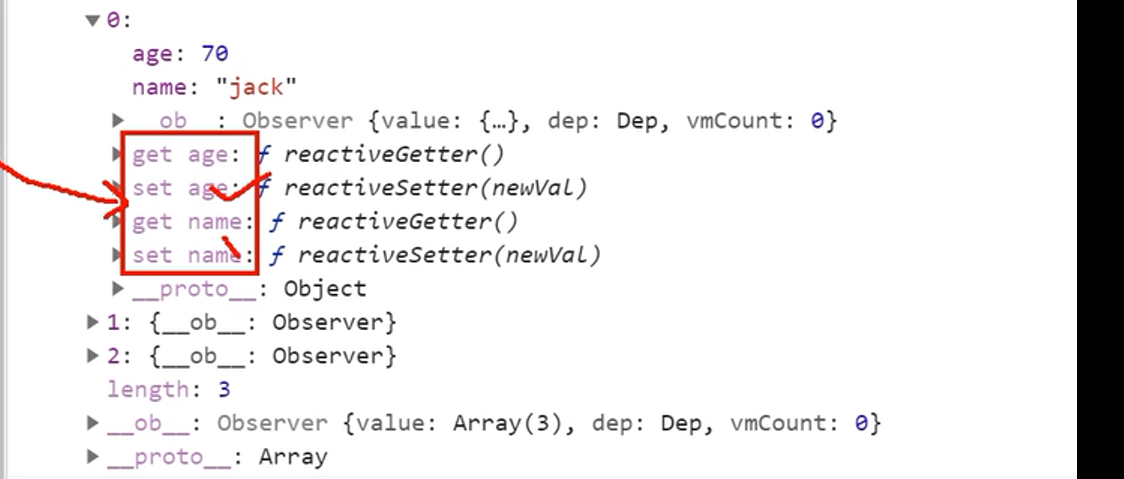 ▼ 0:
age: 70
name: "jack"
▶ __ob__: Observer {value: {…}, dep: Dep, vmCount: 0}
▶ get age: ƒ reactiveGetter()
▶ set age: ƒ reactiveSetter(newVal)
▶ get name: ƒ reactiveGetter()
▶ set name: ƒ reactiveSetter(newVal)
▶ __proto__: Object
▶ 1: {__ob__: Observer}
▶ 2: {__ob__: Observer}
length: 3
▶ __ob__: Observer {value: Array(3), dep: Dep, vmCount: 0}
▶ __proto__: Array